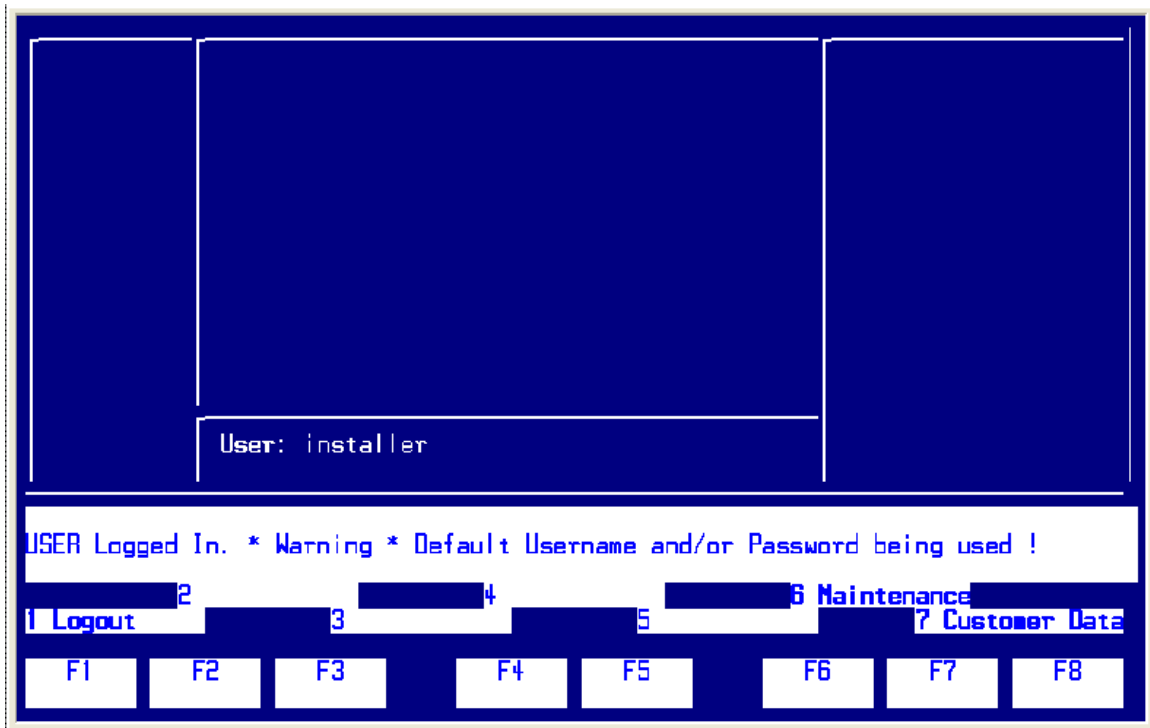 User: installer
USER Logged In. * Warning * Default Username and/or Password being used !
2 4 6 Maintenance
1 Logout 3 5 7 Customer Data
F1 F2 F3 F4 F5 F6 F7 F8